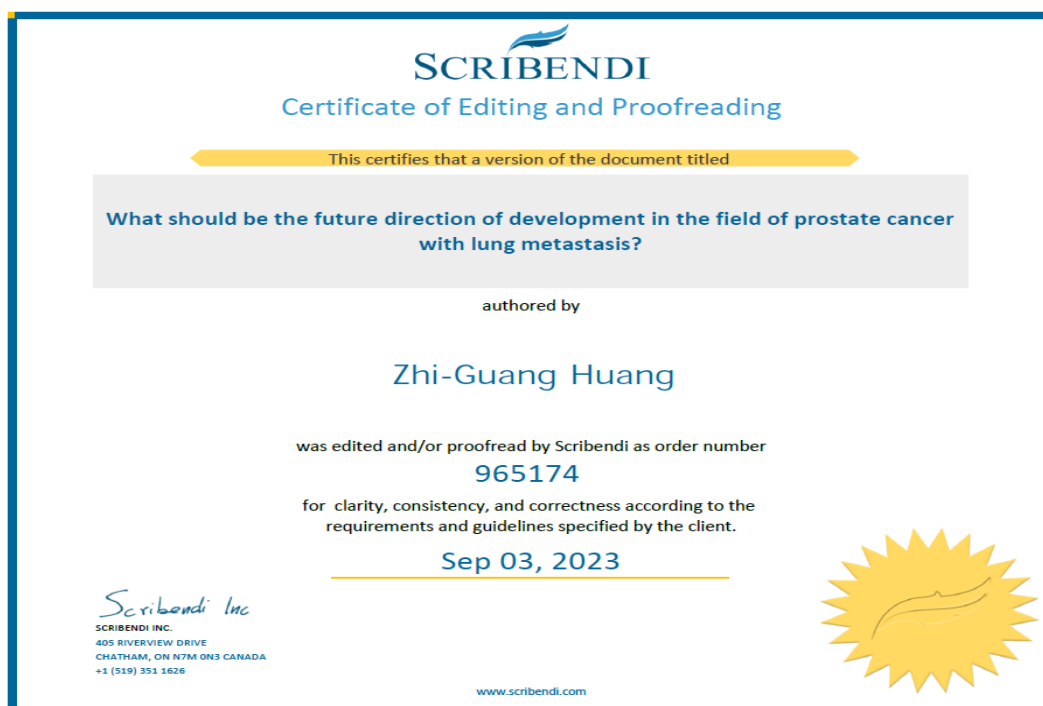 SCRIBENDI
Certificate of Editing and Proofreading
This certifies that a version of the document titled
What should be the future direction of development in the field of prostate cancer
with lung metastasis?
authored by
Zhi-Guang Huang
was edited and/or proofread by Scribendi as order number
965174
for clarity, consistency, and correctness according to the
requirements and guidelines specified by the client.
Sep 03, 2023
Scribendi Inc
SCRIBENDI INC.
405 RIVERVIEW DRIVE
CHATHAM, ON N7M 0N3 CANADA
+1 (519) 351 1626
www.scribendi.com